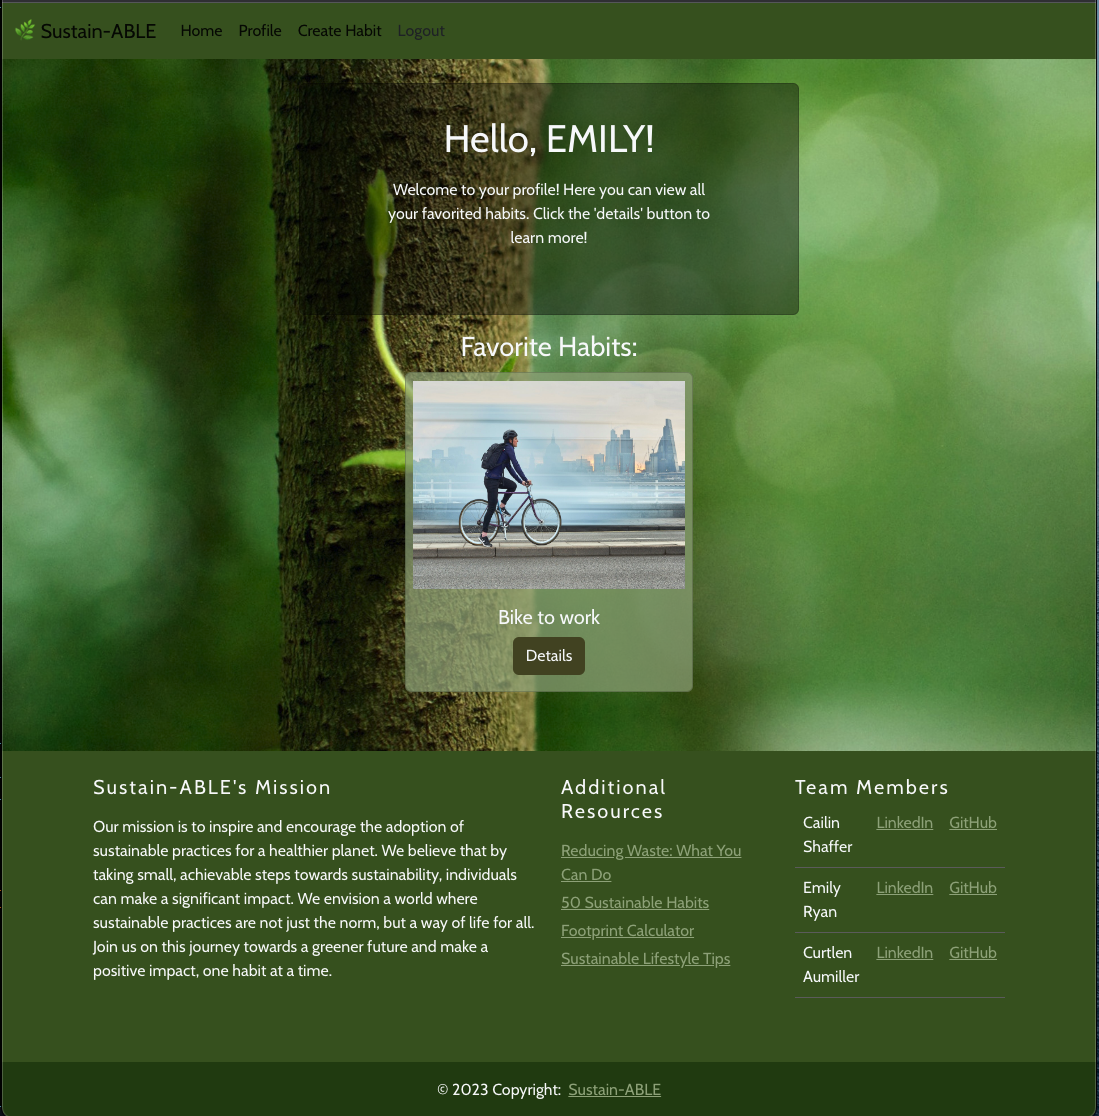 Sustain-ABLE Home Profile Create Habit Logout
Hello, EMILY!
Welcome to your profile! Here you can view all
your favorited habits. Click the 'details' button to
learn more!
Favorite Habits:
Bike to work
Details
Sustain-ABLE's Mission
Our mission is to inspire and encourage the adoption of
sustainable practices for a healthier planet. We believe that by
taking small, achievable steps towards sustainability, individuals
can make a significant impact. We envision a world where
sustainable practices are not just the norm, but a way of life for all.
Join us on this journey towards a greener future and make a
positive impact, one habit at a time.
Additional
Resources
Reducing Waste: What You
Can Do
50 Sustainable Habits
Footprint Calculator
Sustainable Lifestyle Tips
Team Members
Cailin LinkedIn GitHub
Shaffer
Emily LinkedIn GitHub
Ryan
Curtlen LinkedIn GitHub
Aumiller
© 2023 Copyright: Sustain-ABLE